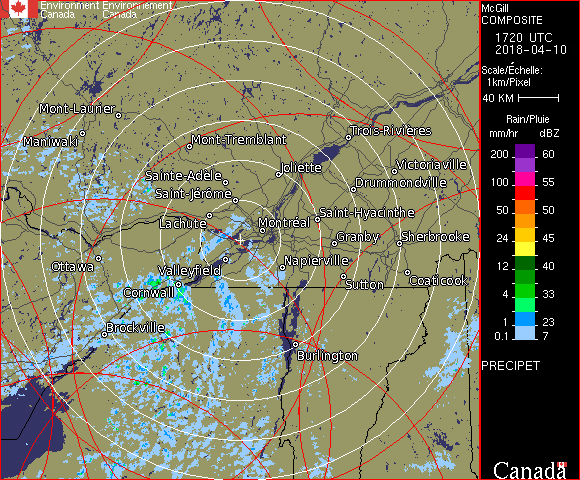 Environment Environnement
Canada Canada
McGill
COMPOSITE
1720 UTC
2018-04-10
Scale/Échelle:
1km/Pixel
40 KM
Rain/Pluie
mm/hr dBZ
200 60
100 55
50 50
24 45
12 40
4 33
1 23
0.1 7
PRECIPET
Canada
Mont-Laurier
Maniwaki
Mont-Tremblant
Trois-Rivières
Joliette
Victoriaville
Sainte-Adèle
Drummondville
Saint-Jérôme
Lachute
Saint-Hyacinthe
Montréal
Granby
Sherbrooke
Ottawa
Valleyfield
Napierville
Sutton
Coaticook
Cornwall
Brockville
Burlington